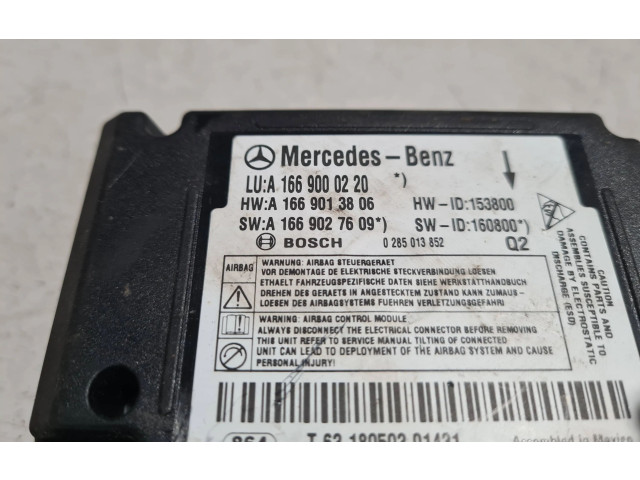 Mercedes-Benz
LU:A 166 900 02 20 *)
HW:A 166 901 38 06 HW-ID:153800
SW:A 166 902 76 09*) SW-ID:160800*)
BOSCH 0 285 013 852 Q2
AIRBAG
WARNUNG: AIRBAG STEUERGERAET
VOR DEMONTAGE DE ELEKTRISCHE STECKVERBINDUNG LOESEN
ETHAELT FAHRZEUGSPEZIFISCHE DATEN SIEHE WERKSTATTHANDBUCH
DREHEN DES GERAETS IN ANGESTECKTEM ZUSTAND KANN AUS-
LOESEN DES AIRBAGSYSTEMS FUEHREN VERLETZUNGSGEFAHR!
WARNING: AIRBAG CONTROL MODULE
ALWAYS DISCONNECT THE ELECTRICAL CONNECTOR BEFORE REMOVING
THIS UNIT REFER TO SERVICE MANUAL TILTING OF CONNECTED
UNIT CAN LEAD TO DEPLOYMENT OF THE AIRBAG SYSTEM AND CAUSE
PERSONAL INJURY!
CAUTION
CONTAINS PARTS AND
ASSEMBLIES SUSCEPTIBLE TO
DAMAGE BY ELECTROSTATIC
DISCHARGE (ESD)
864 T 63 180503 01431 Assembled in Mexico